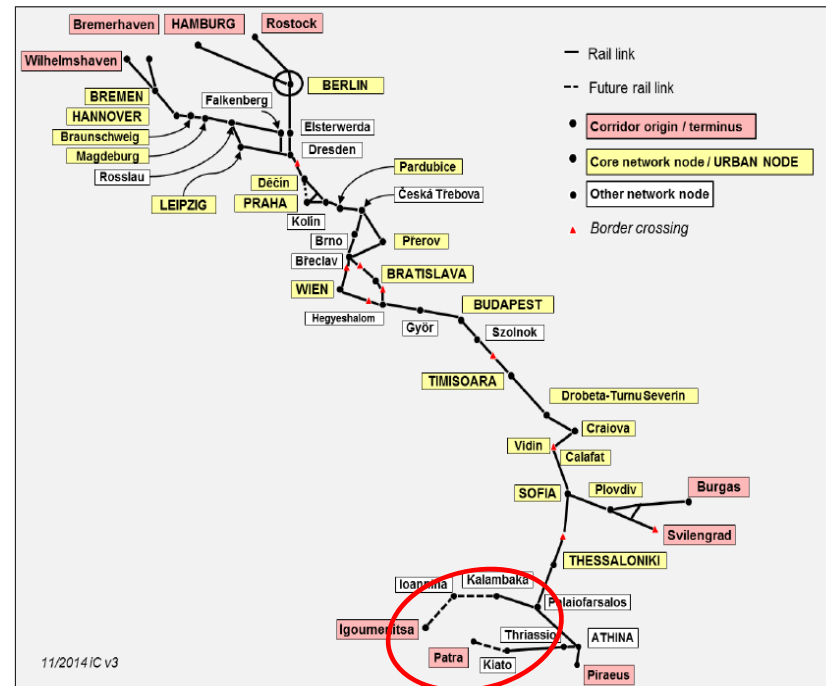 Bremerhaven
HAMBURG
Rostock
Wilhelmshaven
BREMEN
HANNOVER
Braunschweig
Magdeburg
Rosslau
LEIPZIG
Falkenberg
BERLIN
Elsterwerda
Dresden
Děčín
PRAHA
Kolín
Pardubice
Česká Třebova
Brno
Přerov
Břeclav
WIEN
BRATISLAVA
Hegyeshalom
Györ
BUDAPEST
Szolnok
TIMISOARA
Drobeta-Turnu Severin
Craiova
Vidin
Calafat
SOFIA
Plovdiv
Burgas
Svilengrad
THESSALONIKI
Ioannina
Kalambaka
Palaiofarsalos
Igoumenitsa
Thriassio
ATHINA
Patra
Kiato
Piraeus
Rail link
Future rail link
Corridor origin / terminus
Core network node / URBAN NODE
Other network node
Border crossing
11/2014 iC v3